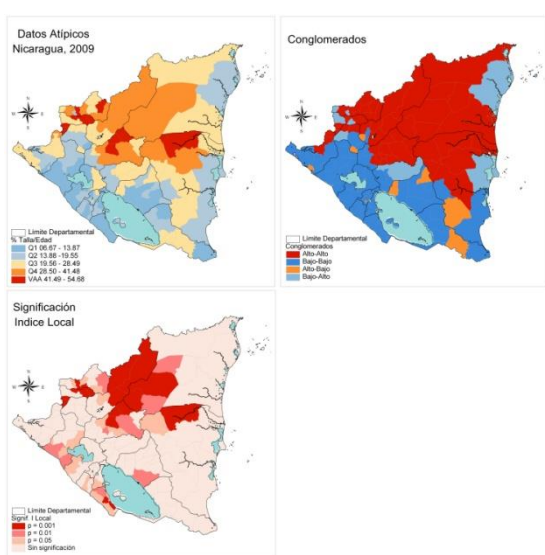 Datos Atípicos
Nicaragua, 2009
N
Límite Departamental
% Talla/Edad
Q1 06.67 - 13.87
Q2 13.88 -19.55
Q3 19.56 - 28.49
Q4 28.50 - 41.48
VAA 41.49 - 54.68
Conglomerados
N
Límite Departamental
Conglomerados
Alto-Alto
Bajo-Bajo
Alto-Bajo
Bajo-Alto
Significación
Indice Local
N
Límite Departamental
Signif. I Local
p = 0.001
p = 0.01
p = 0.05
Sin significación